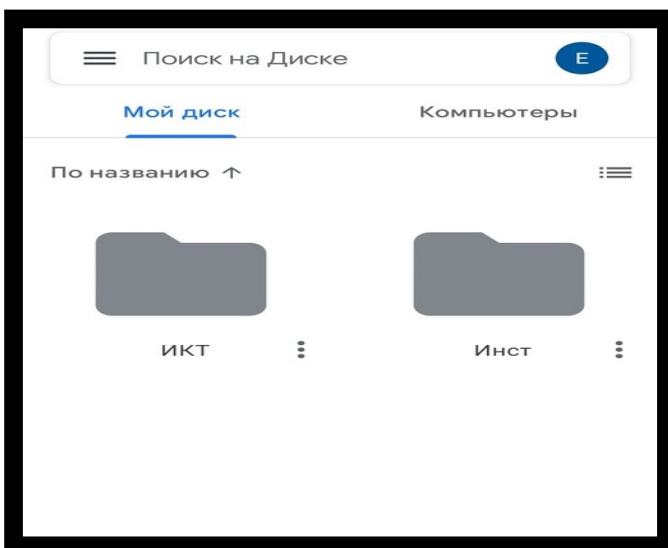 Поиск на Диске
Е
Мой диск Компьютеры
По названию ↑
ИКТ Инст